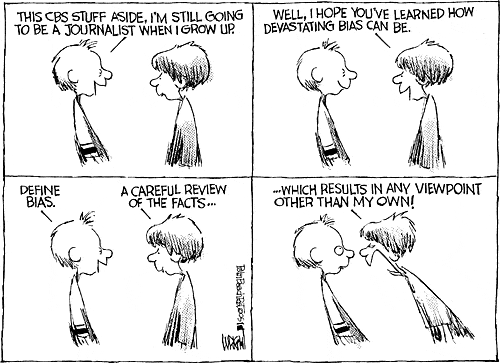 THIS CBS STUFF ASIDE, I'M STILL GOING
TO BE A JOURNALIST WHEN I GROW UP.
WELL, I HOPE YOU'VE LEARNED HOW
DEVASTATING BIAS CAN BE.
DEFINE
BIAS.
A CAREFUL REVIEW
OF THE FACTS...
...WHICH RESULTS IN ANY VIEWPOINT
OTHER THAN MY OWN!